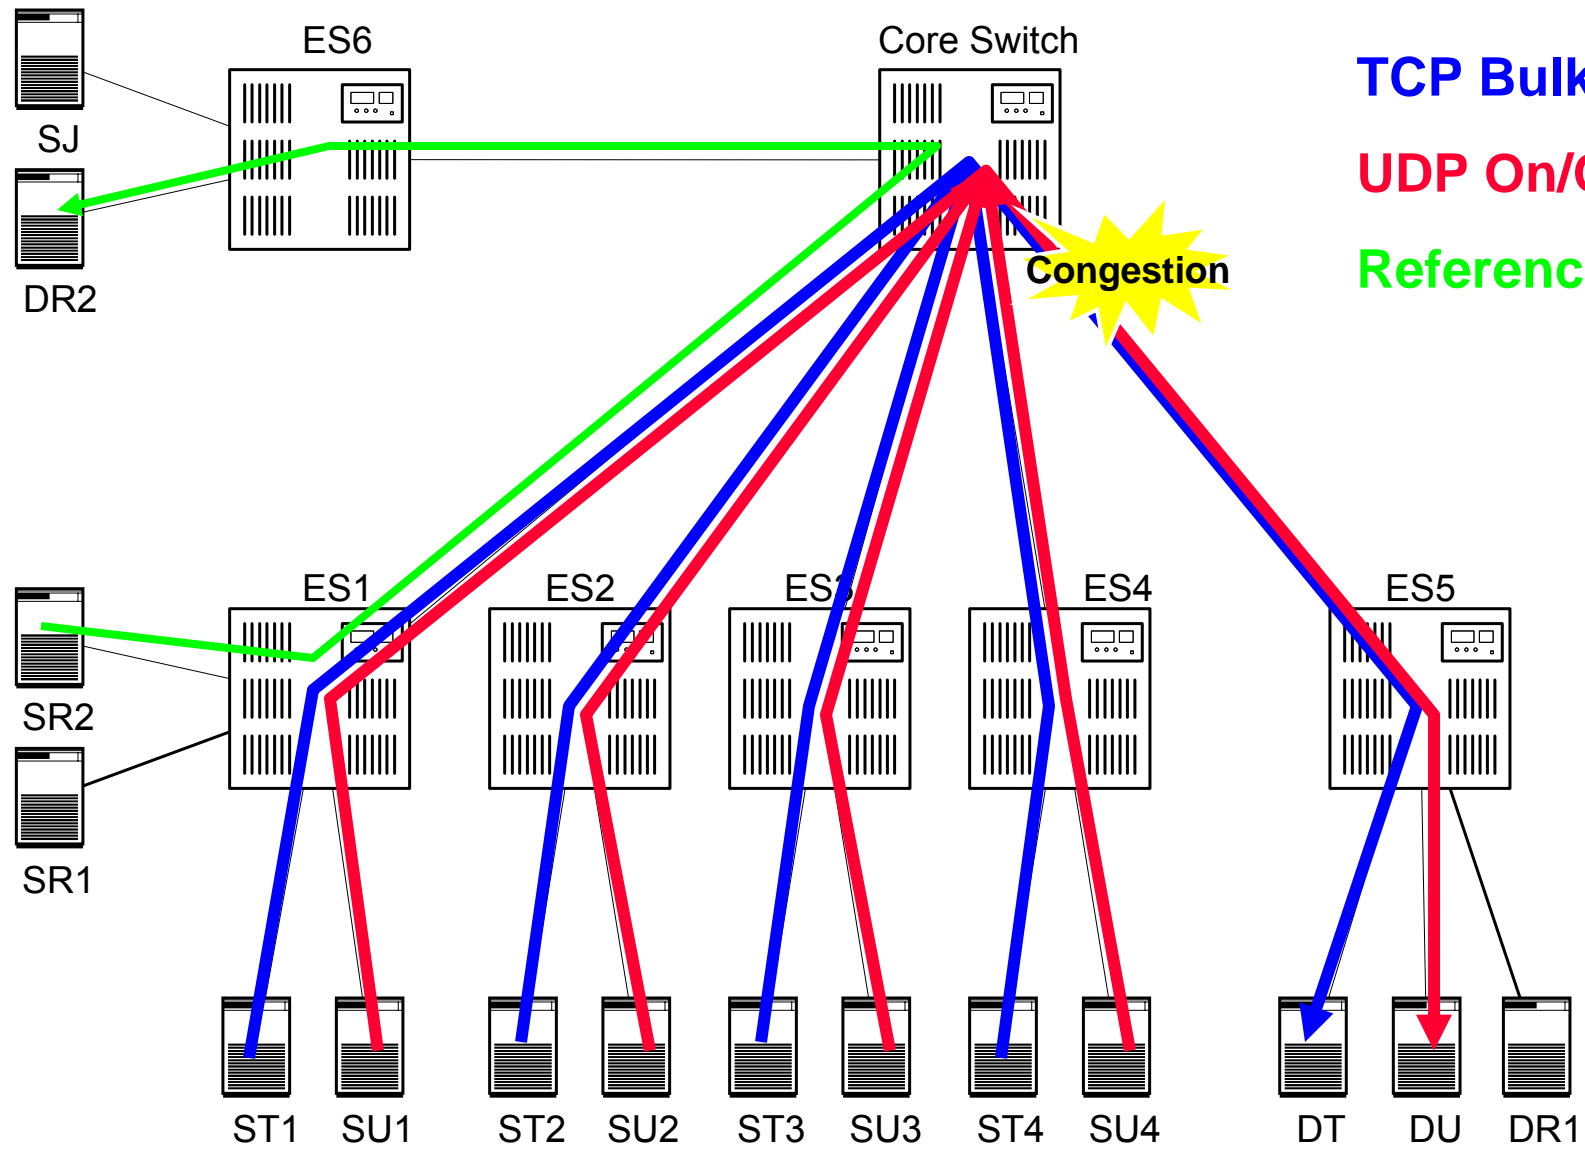 ES6
Core Switch
TCP Bulk
UDP On/
SJ
Referenc
Congestion
DR2
ES1
ES2
ES3
ES4
ES5
SR2
SR1
ST1
SU1
ST2
SU2
ST3
SU3
ST4
SU4
DT
DU
DR1